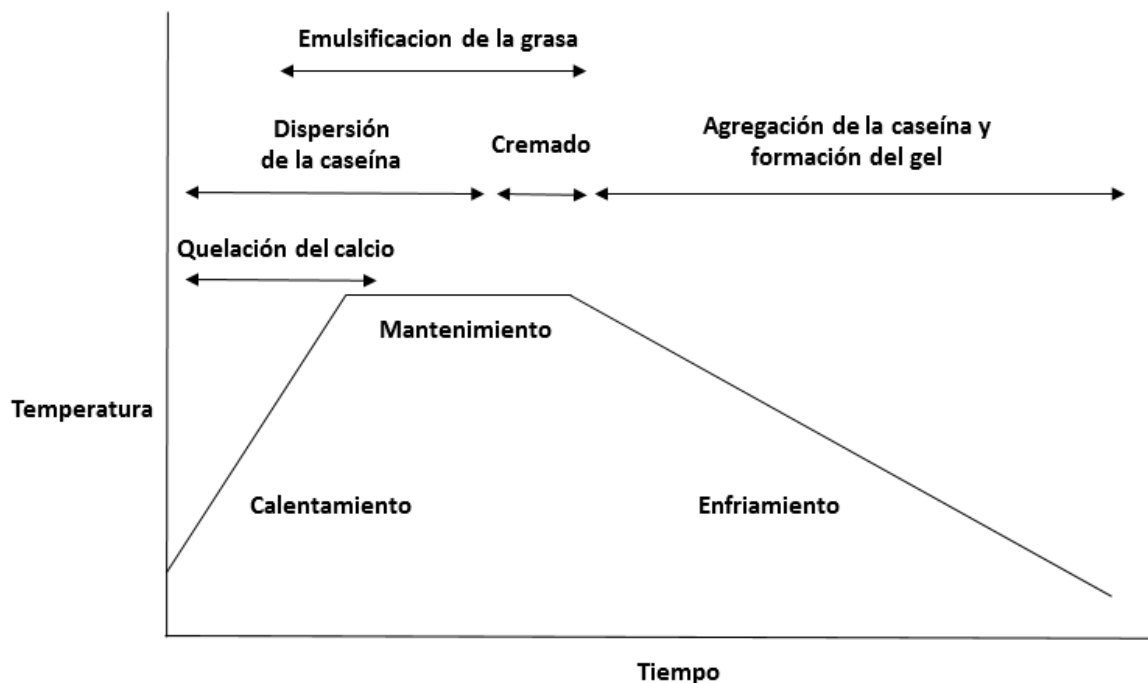 Emulsificacion de la grasa
Dispersión
de la caseína
Cremado
Agregación de la caseína y
formación del gel
Quelación del calcio
Mantenimiento
Temperatura
Calentamiento
Enfriamiento
Tiempo